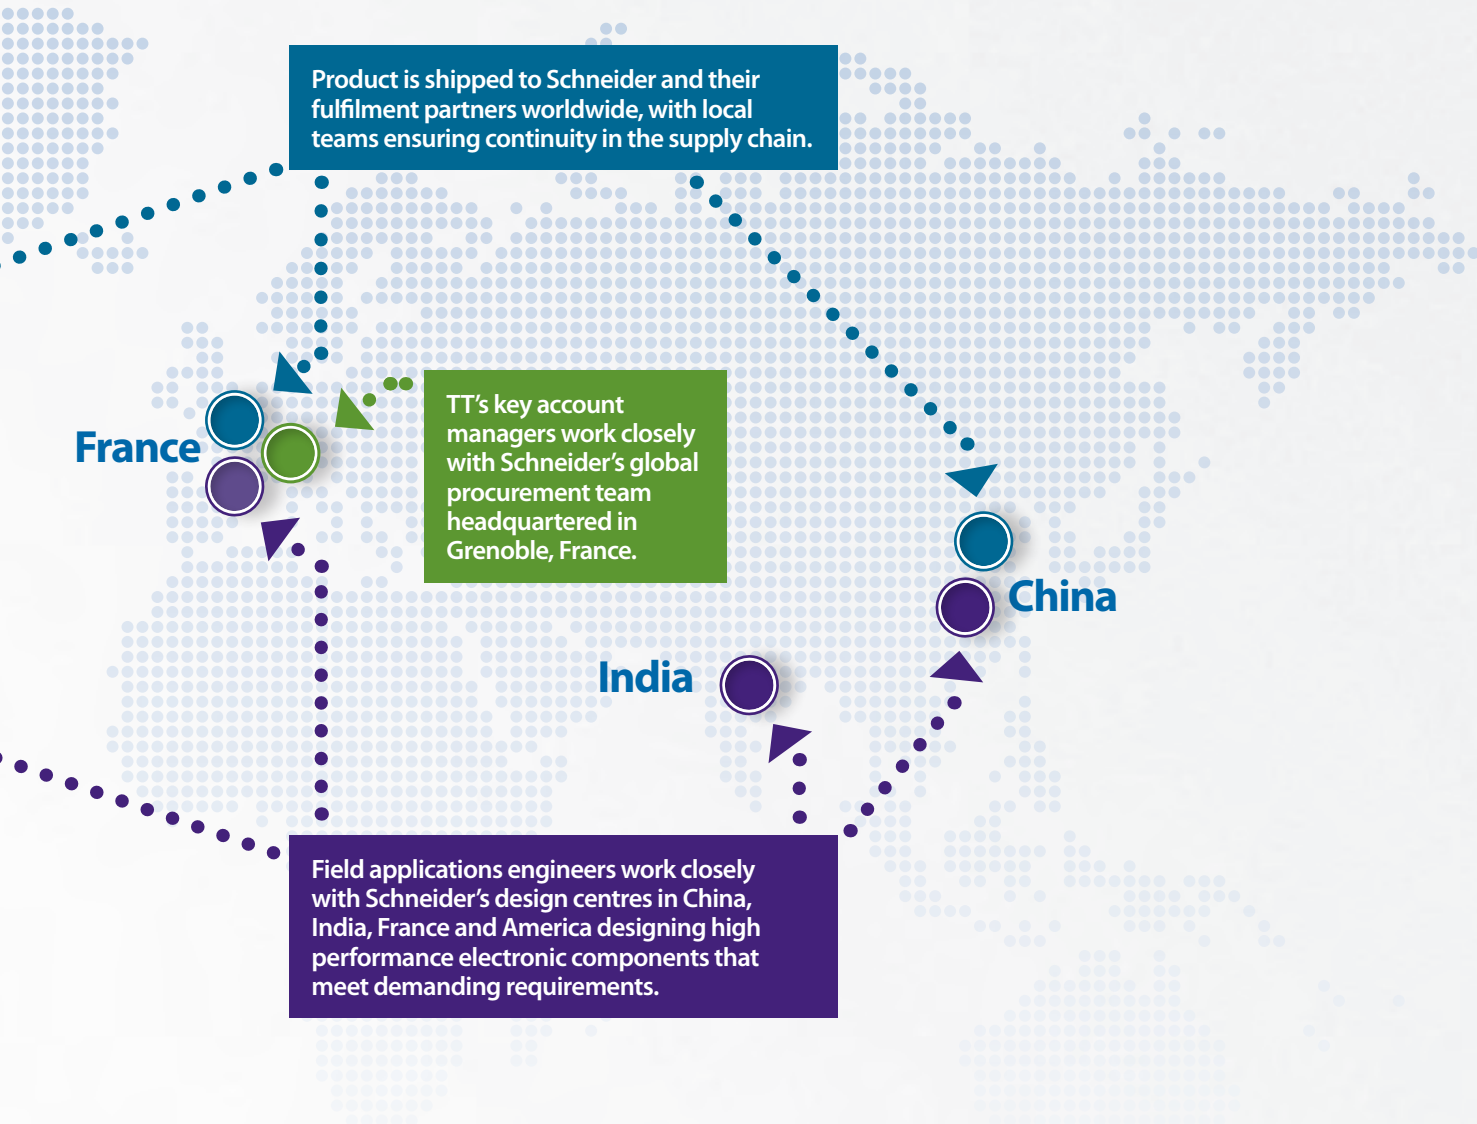 Product is shipped to Schneider and their
fulfilment partners worldwide, with local
teams ensuring continuity in the supply chain.
France
TT’s key account
managers work closely
with Schneider’s global
procurement team
headquartered in
Grenoble, France.
China
India
Field applications engineers work closely
with Schneider’s design centres in China,
India, France and America designing high
performance electronic components that
meet demanding requirements.